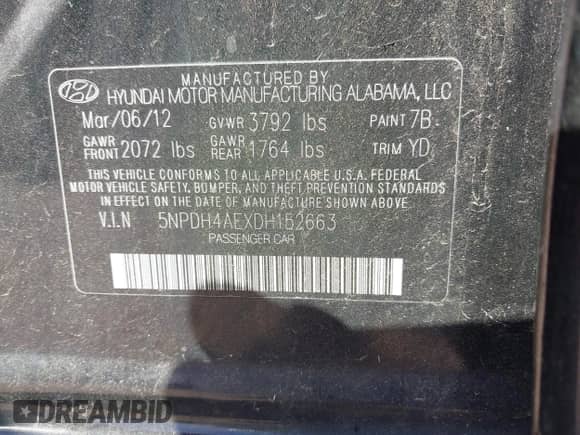 MANUFACTURED BY
HYUNDAI MOTOR MANUFACTURING ALABAMA, LLC
Mar/06/12 GVWR 3792 lbs PAINT 7B
GAWR FRONT 2072 lbs GAWR REAR 1764 lbs TRIM YD
THIS VEHICLE CONFORMS TO ALL APPLICABLE U.S.A. FEDERAL
MOTOR VEHICLE SAFETY, BUMPER, AND THEFT PREVENTION STANDARDS
IN EFFECT ON THE DATE OF MANUFACTURE SHOWN ABOVE.
V.I.N 5NPDH4AEXDH152663
PASSENGER CAR
DREAMBID